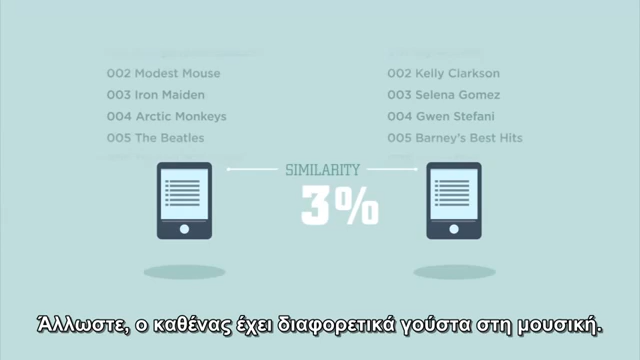 002 Modest Mouse
003 Iron Maiden
004 Arctic Monkeys
005 The Beatles
002 Kelly Clarkson
003 Selena Gomez
004 Gwen Stefani
005 Barney's Best Hits
SIMILARITY
3%
Άλλωστε, ο καθένας έχει διαφορετικά γούστα στη μουσική.